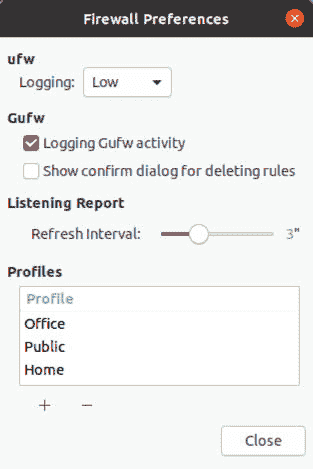 Firewall Preferences
ufw
Logging: Low
Gufw
Logging Gufw activity
Show confirm dialog for deleting rules
Listening Report
Refresh Interval: 3"
Profiles
Profile
Office
Public
Home
+ −
Close